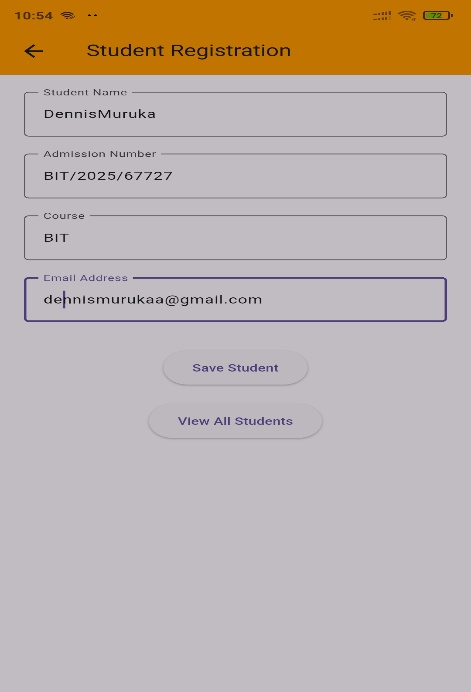 10:54
72
Student Registration
Student Name
DennisMuruka
Admission Number
BIT/2025/67727
Course
BIT
Email Address
dennismurukaa@gmail.com
Save Student
View All Students